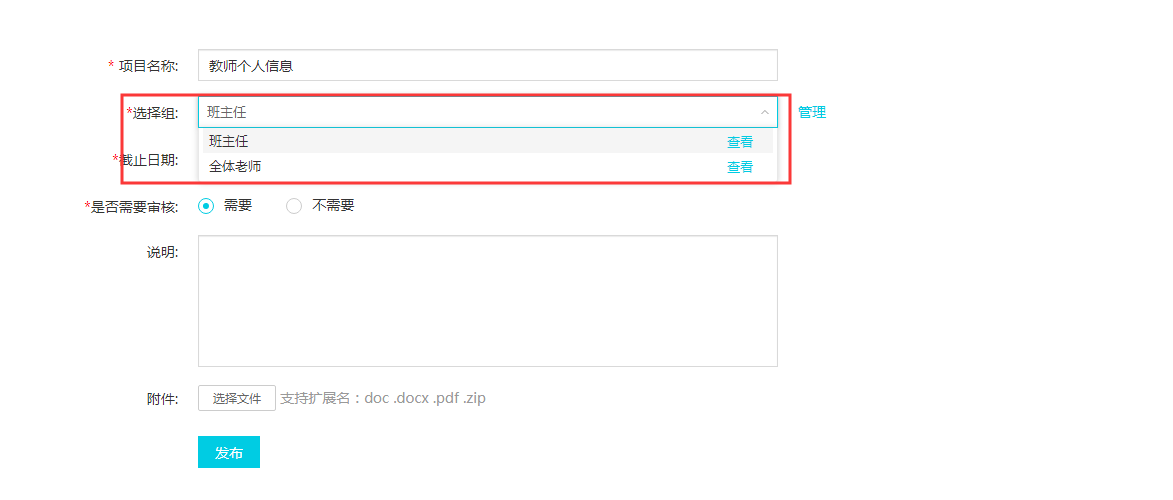 * 项目名称: 教师个人信息
*选择组: 班主任 管理
班主任 查看
*截止日期: 全体老师 查看
*是否需要审核: 需要 不需要
说明:
附件: 选择文件 支持扩展名：doc .docx .pdf .zip
发布